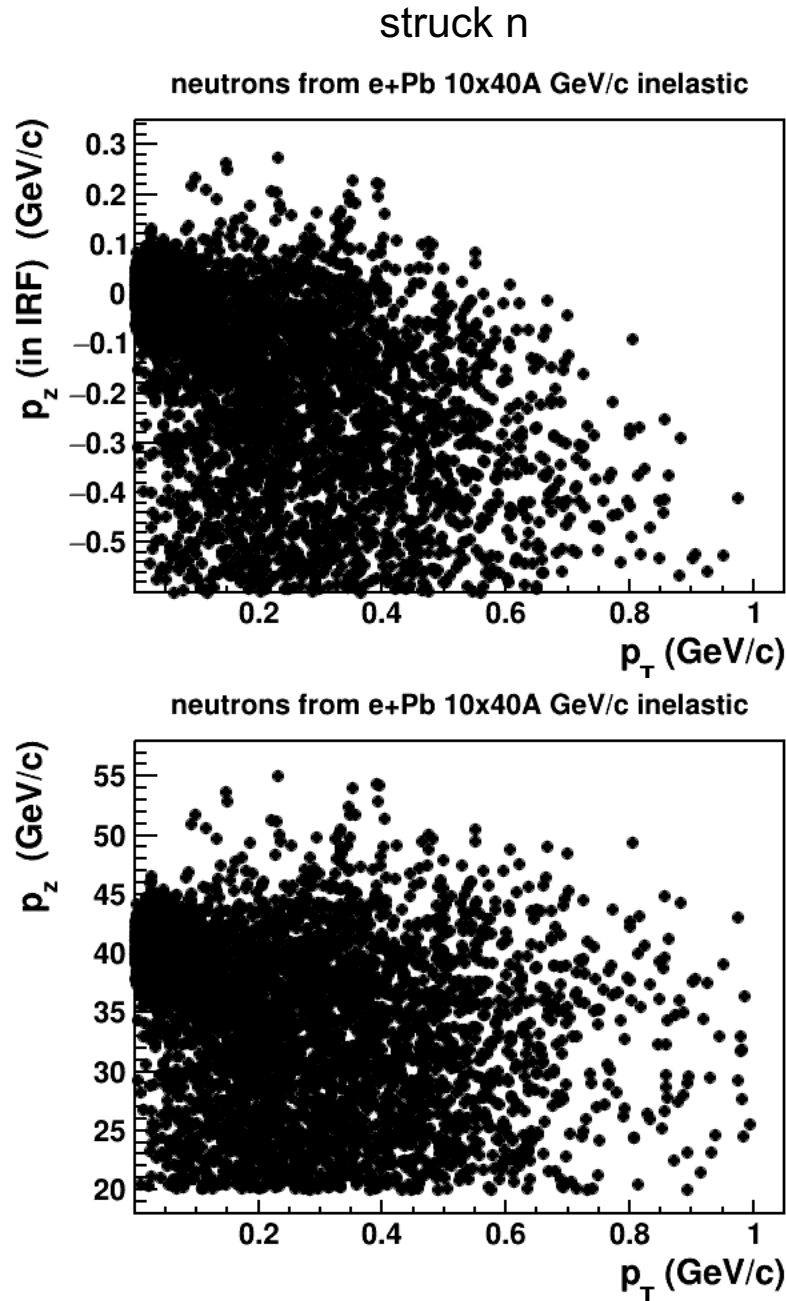 struck n
neutrons from e+Pb 10x40A GeV/c inelastic
p_z (in IRF) (GeV/c)
0.3
0.2
0.1
0
−0.1
−0.2
−0.3
−0.4
−0.5
0.2 0.4 0.6 0.8 1
p_T (GeV/c)
neutrons from e+Pb 10x40A GeV/c inelastic
p_z (GeV/c)
55
50
45
40
35
30
25
20
0.2 0.4 0.6 0.8 1
p_T (GeV/c)